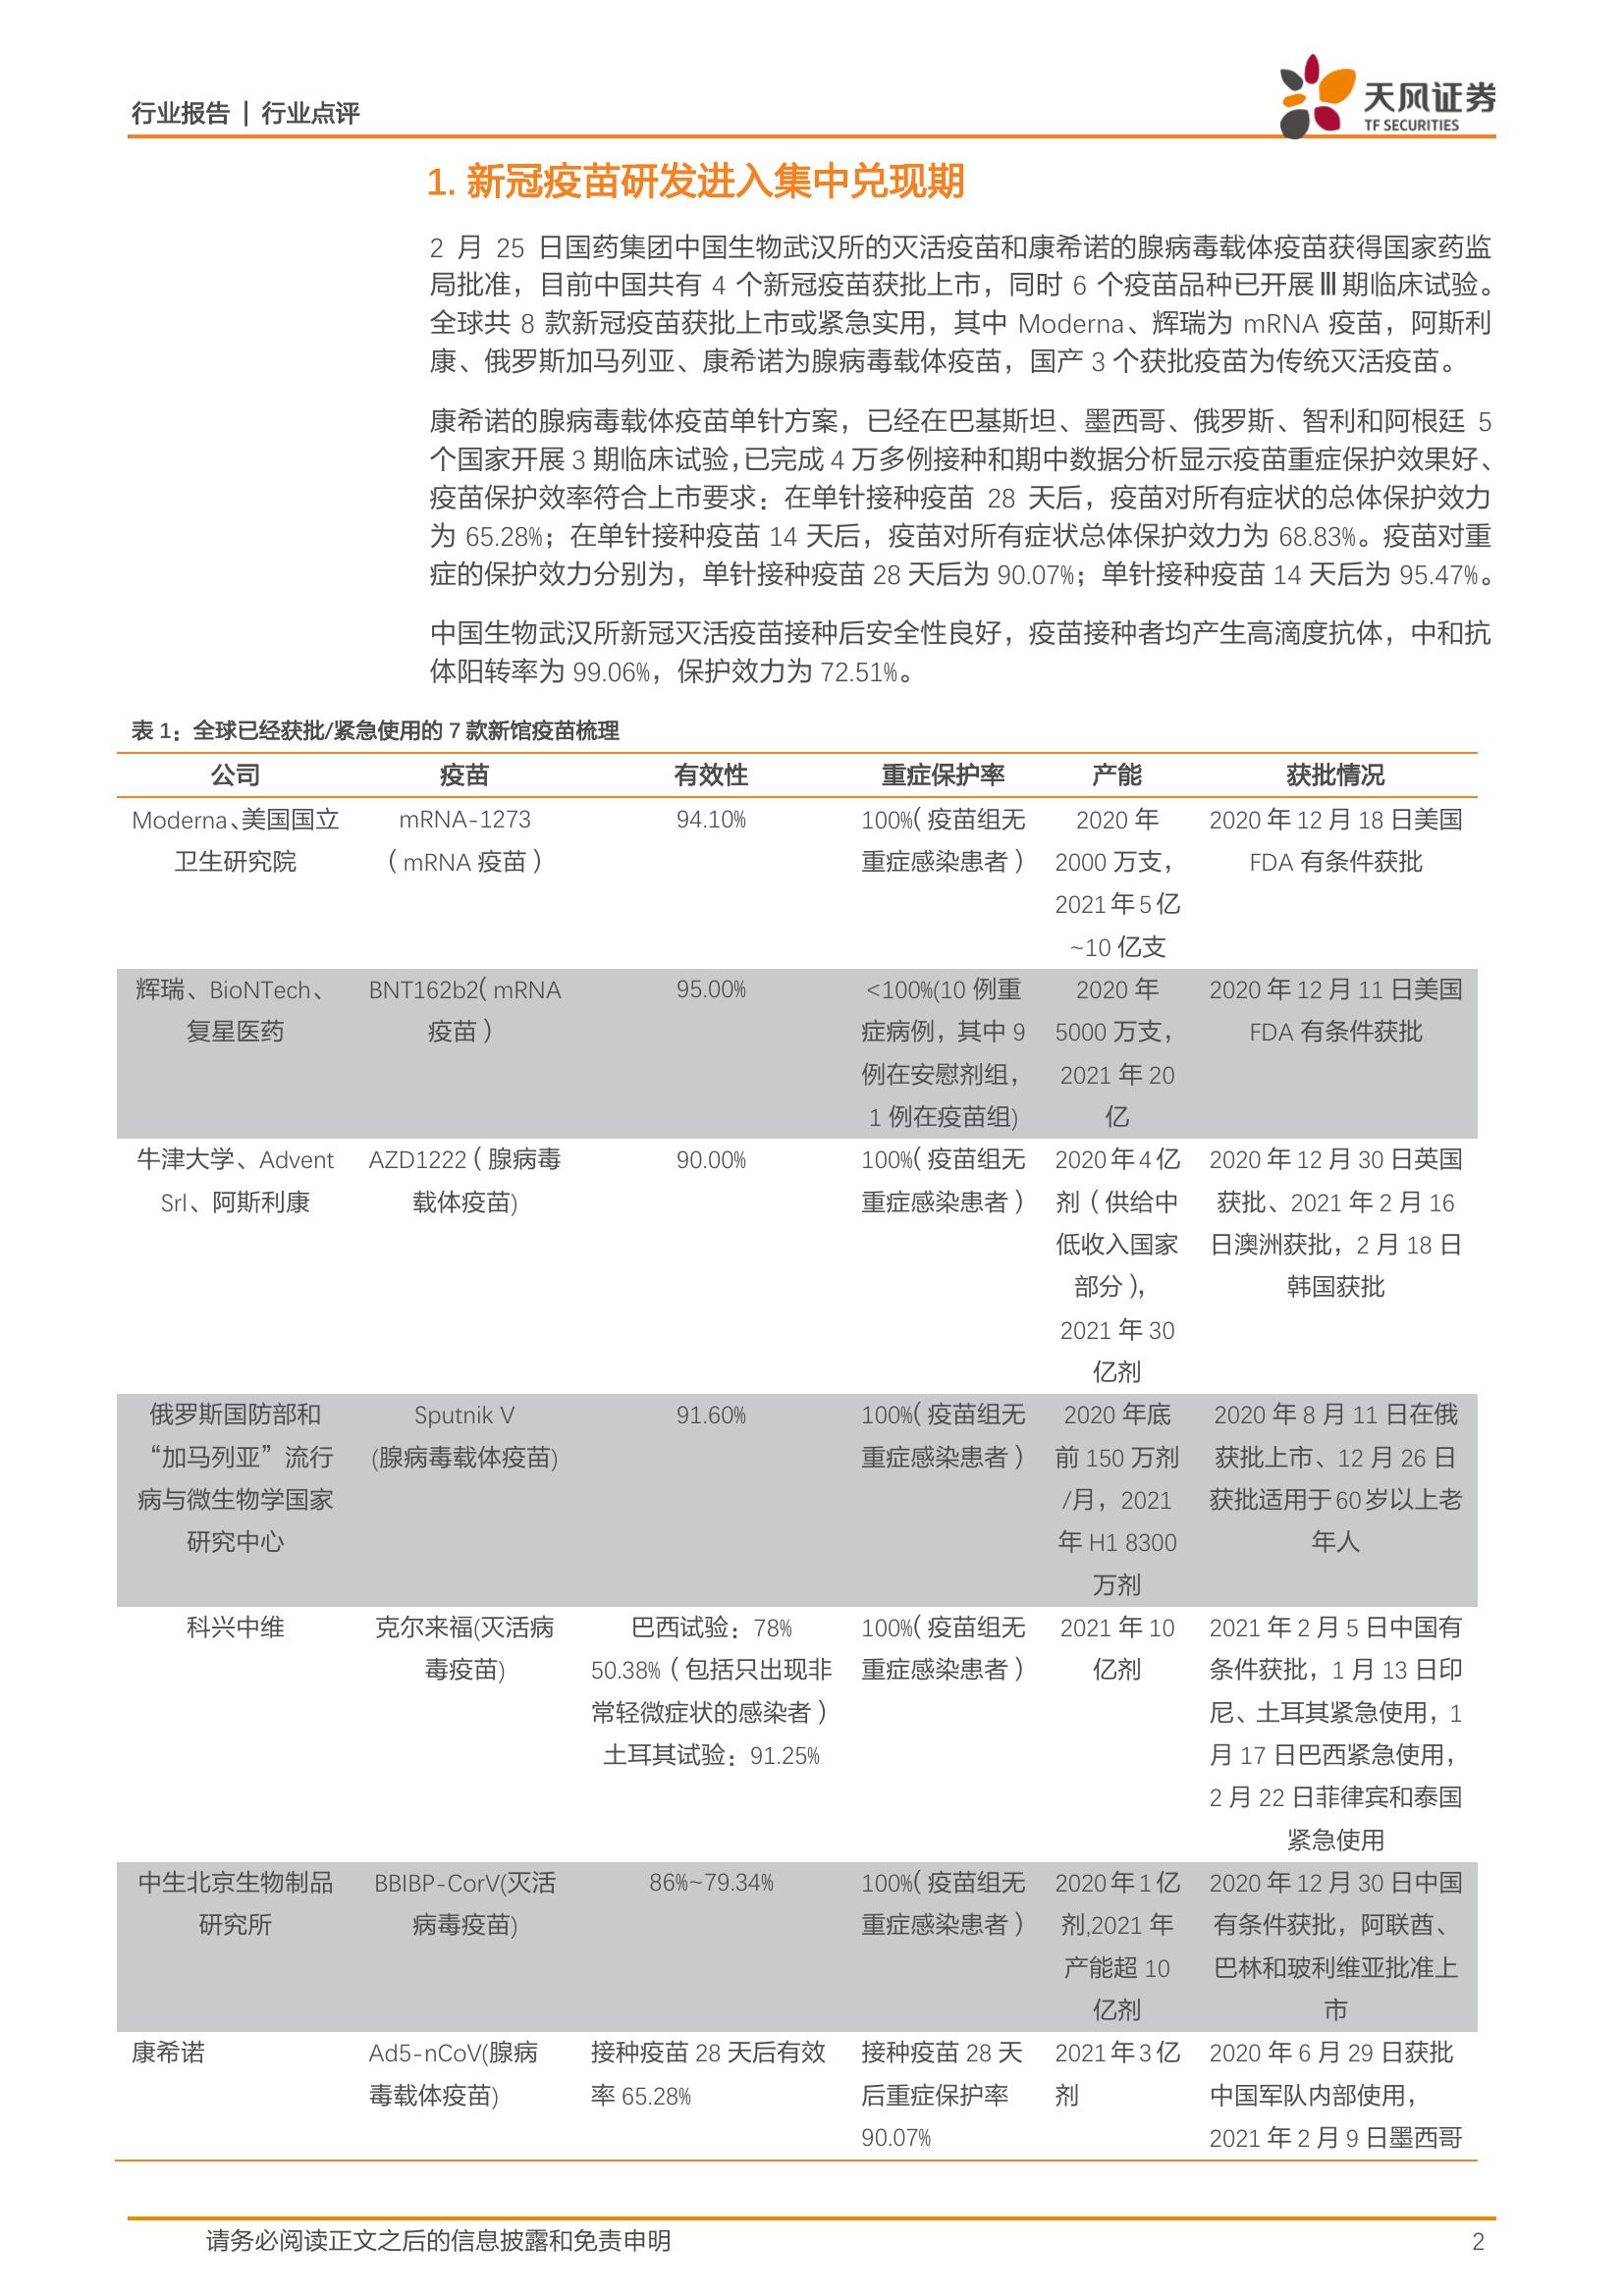 行业报告 | 行业点评
天风证券
TF SECURITIES
1. 新冠疫苗研发进入集中兑现期
2 月 25 日国药集团中国生物武汉所的灭活疫苗和康希诺的腺病毒载体疫苗获得国家药监
局批准，目前中国共有 4 个新冠疫苗获批上市，同时 6 个疫苗品种已开展Ⅲ期临床试验。
全球共 8 款新冠疫苗获批上市或紧急实用，其中 Moderna、辉瑞为 mRNA 疫苗，阿斯利
康、俄罗斯加马列亚、康希诺为腺病毒载体疫苗，国产 3 个获批疫苗为传统灭活疫苗。
康希诺的腺病毒载体疫苗单针方案，已经在巴基斯坦、墨西哥、俄罗斯、智利和阿根廷 5
个国家开展 3 期临床试验，已完成 4 万多例接种和期中数据分析显示疫苗重症保护效果好、
疫苗保护效率符合上市要求：在单针接种疫苗 28 天后，疫苗对所有症状的总体保护效力
为 65.28%；在单针接种疫苗 14 天后，疫苗对所有症状总体保护效力为 68.83%。疫苗对重
症的保护效力分别为，单针接种疫苗 28 天后为 90.07%；单针接种疫苗 14 天后为 95.47%。
中国生物武汉所新冠灭活疫苗接种后安全性良好，疫苗接种者均产生高滴度抗体，中和抗
体阳转率为 99.06%，保护效力为 72.51%。
表 1：全球已经获批/紧急使用的 7 款新馆疫苗梳理
公司 疫苗 有效性 重症保护率 产能 获批情况
Moderna、美国国立 mRNA-1273 94.10% 100%（疫苗组无 2020 年 2020 年 12 月 18 日美国
卫生研究院 （mRNA 疫苗） 重症感染患者） 2000 万支， FDA 有条件获批
2021 年 5 亿
~10 亿支
辉瑞、BioNTech、 BNT162b2（mRNA 95.00% <100%(10 例重 2020 年 2020 年 12 月 11 日美国
复星医药 疫苗） 症病例，其中 9 5000 万支， FDA 有条件获批
例在安慰剂组， 2021 年 20
1 例在疫苗组) 亿
牛津大学、Advent AZD1222（腺病毒 90.00% 100%（疫苗组无 2020 年 4 亿 2020 年 12 月 30 日英国
Srl、阿斯利康 载体疫苗) 重症感染患者） 剂（供给中 获批、2021 年 2 月 16
低收入国家 日澳洲获批，2 月 18 日
部分）， 韩国获批
2021 年 30
亿剂
俄罗斯国防部和 Sputnik V 91.60% 100%（疫苗组无 2020 年底 2020 年 8 月 11 日在俄
“加马列亚”流行 (腺病毒载体疫苗) 重症感染患者） 前 150 万剂 获批上市、12 月 26 日
病与微生物学国家 /月，2021 获批适用于 60 岁以上老
研究中心 年 H1 8300 年人
万剂
科兴中维 克尔来福(灭活病 巴西试验：78% 100%（疫苗组无 2021 年 10 2021 年 2 月 5 日中国有
毒疫苗) 50.38%（包括只出现非 重症感染患者） 亿剂 条件获批，1 月 13 日印
常轻微症状的感染者） 尼、土耳其紧急使用，1
土耳其试验：91.25% 月 17 日巴西紧急使用，
2 月 22 日菲律宾和泰国
紧急使用
中生北京生物制品 BBIBP-CorV(灭活 86%~79.34% 100%（疫苗组无 2020 年 1 亿 2020 年 12 月 30 日中国
研究所 病毒疫苗) 重症感染患者） 剂,2021 年 有条件获批，阿联酋、
产能超 10 巴林和玻利维亚批准上
亿剂 市
康希诺 Ad5-nCoV(腺病 接种疫苗 28 天后有效 接种疫苗 28 天 2021 年 3 亿 2020 年 6 月 29 日获批
毒载体疫苗) 率 65.28% 后重症保护率 剂 中国军队内部使用，
90.07% 2021 年 2 月 9 日墨西哥
请务必阅读正文之后的信息披露和免责申明 2